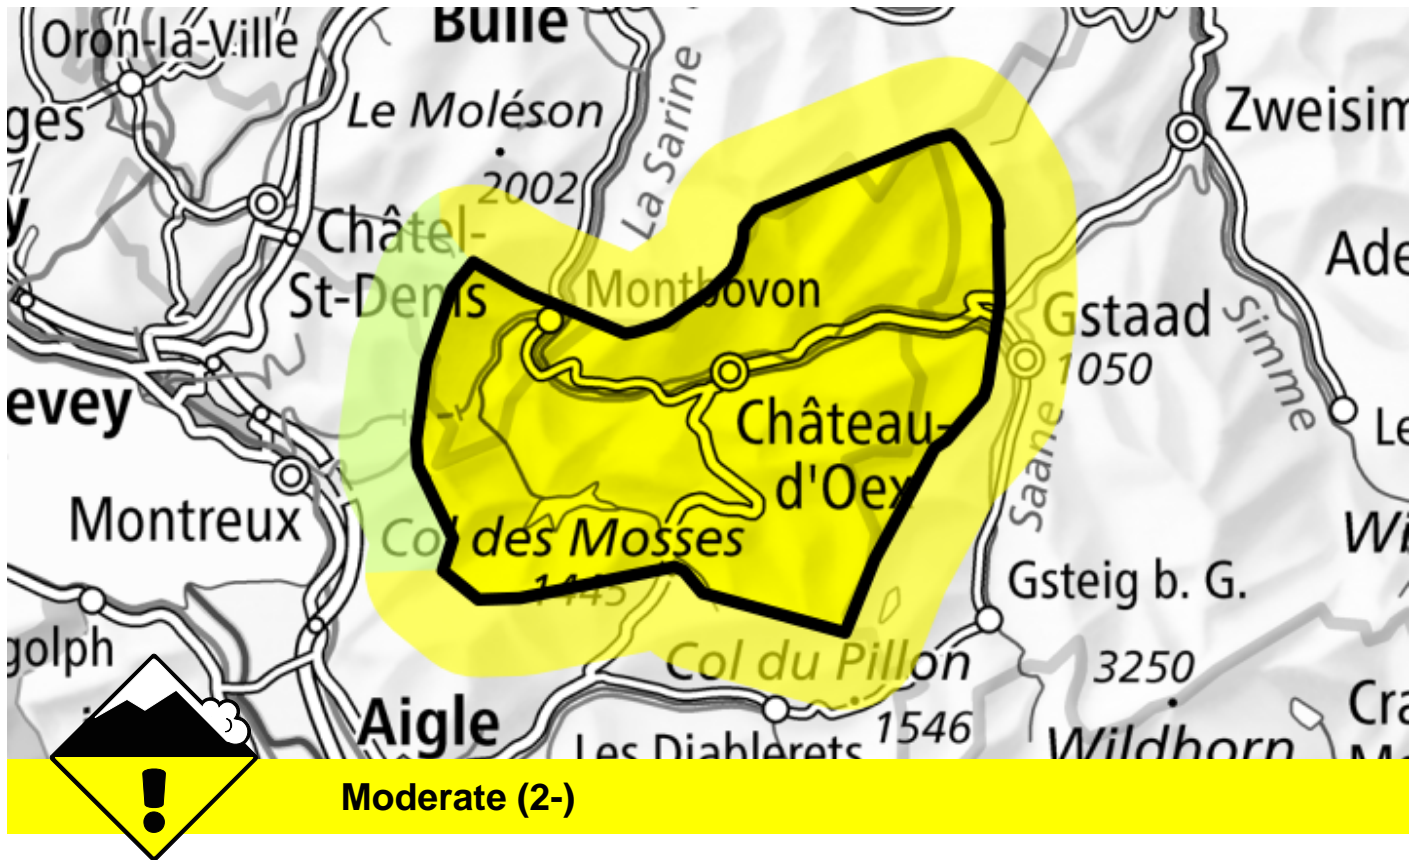 Bulle
Oron-la-Ville
Le Moléson
2002
La Sarine
Zweisim
ges
y
Châtel-
St-Denis
Montbovon
Ade
Gstaad
1050
Simme
evey
Château-
d'Oex
Le
Saane
Montreux
Col des Mosses
1445
Wi
Gsteig b. G.
golph
Col du Pillon
1546
3250
Cra
Aigle
Les Diablerets
Wildhorn
Moderate (2-)